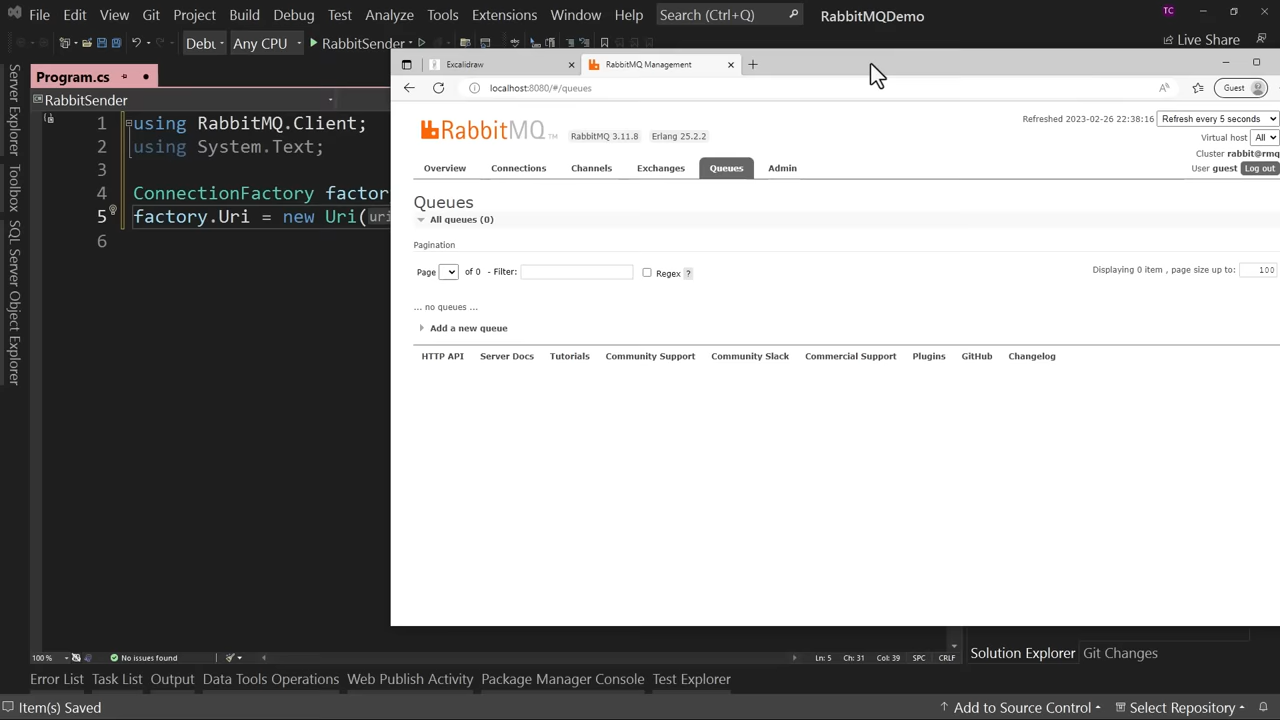 File Edit View Git Project Build Debug Test Analyze Tools Extensions Window Help Search (Ctrl+Q) RabbitMQDemo TC
Debu Any CPU RabbitSender Live Share
Server Explorer
Toolbox
SQL Server Object Explorer
Program.cs
RabbitSender
1 using RabbitMQ.Client;
2 using System.Text;
3
4 ConnectionFactory factor
5 factory.Uri = new Uri(uri
6
Excalidraw
RabbitMQ Management
localhost:8080/#/queues
Guest
RabbitMQ TM RabbitMQ 3.11.8 Erlang 25.2.2
Refreshed 2023-02-26 22:38:16 Refresh every 5 seconds
Virtual host All
Cluster rabbit@rmq
User guest Log out
Overview Connections Channels Exchanges Queues Admin
Queues
All queues (0)
Pagination
Page of 0 - Filter: Regex ?
Displaying 0 item , page size up to: 100
... no queues ...
Add a new queue
HTTP API Server Docs Tutorials Community Support Community Slack Commercial Support Plugins GitHub Changelog
100 % No issues found Ln: 5 Ch: 31 Col: 39 SPC CRLF
Solution Explorer Git Changes
Error List Task List Output Data Tools Operations Web Publish Activity Package Manager Console Test Explorer
Item(s) Saved Add to Source Control Select Repository